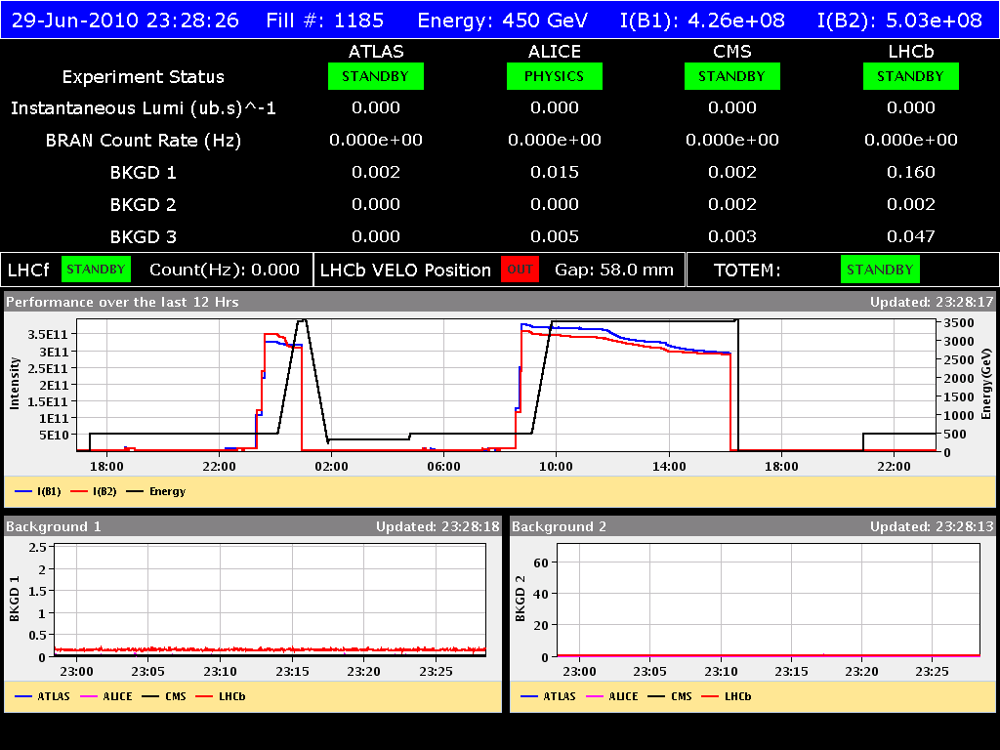 29-Jun-2010 23:28:26 Fill #: 1185 Energy: 450 GeV I(B1): 4.26e+08 I(B2): 5.03e+08
ATLAS ALICE CMS LHCb
Experiment Status STANDBY PHYSICS STANDBY STANDBY
Instantaneous Lumi (ub.s)^-1 0.000 0.000 0.000 0.000
BRAN Count Rate (Hz) 0.000e+00 0.000e+00 0.000e+00 0.000e+00
BKGD 1 0.002 0.015 0.002 0.160
BKGD 2 0.000 0.000 0.002 0.002
BKGD 3 0.000 0.005 0.003 0.047
LHCf STANDBY Count(Hz): 0.000 LHCb VELO Position OUT Gap: 58.0 mm TOTEM: STANDBY
Performance over the last 12 Hrs Updated: 23:28:17
Intensity
3.5E11
3E11
2.5E11
2E11
1.5E11
1E11
5E10
3500
3000
2500
2000
1500
1000
500
0
Energy(GeV)
18:00 22:00 02:00 06:00 10:00 14:00 18:00 22:00
I(B1) I(B2) Energy
Background 1 Updated: 23:28:18
BKGD 1
2.5
2
1.5
1
0.5
0
23:00 23:05 23:10 23:15 23:20 23:25
ATLAS ALICE CMS LHCb
Background 2 Updated: 23:28:13
BKGD 2
60
40
20
0
23:00 23:05 23:10 23:15 23:20 23:25
ATLAS ALICE CMS LHCb